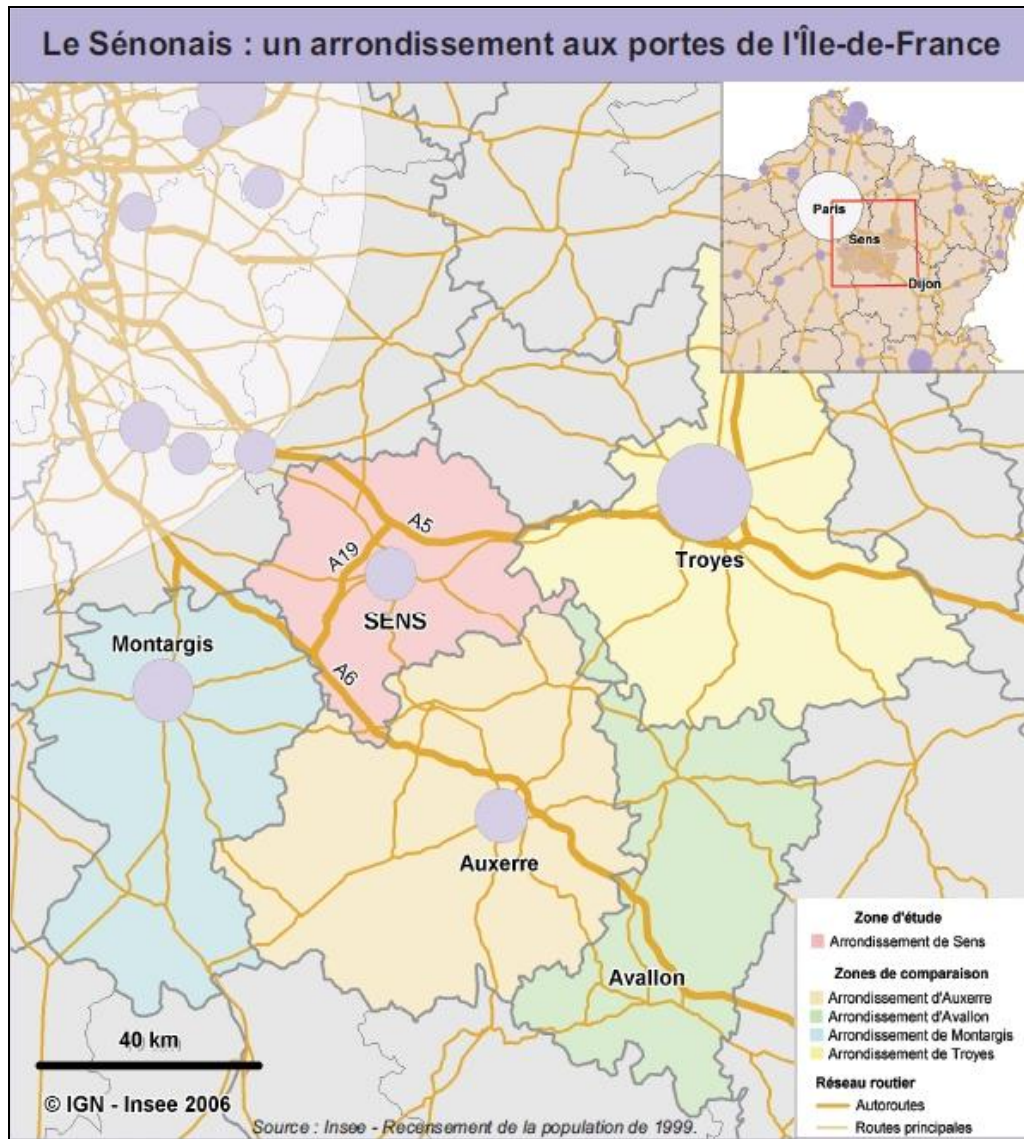 Le Sénonais : un arrondissement aux portes de l'Île-de-France
Paris
Sens
Dijon
A5
A19
Troyes
SENS
Montargis
A6
Auxerre
Avallon
Zone d'étude
Arrondissement de Sens
Zones de comparaison
Arrondissement d'Auxerre
Arrondissement d'Avallon
Arrondissement de Montargis
Arrondissement de Troyes
Réseau routier
Autoroutes
Routes principales
40 km
© IGN - Insee 2006
Source : Insee - Recensement de la population de 1999.